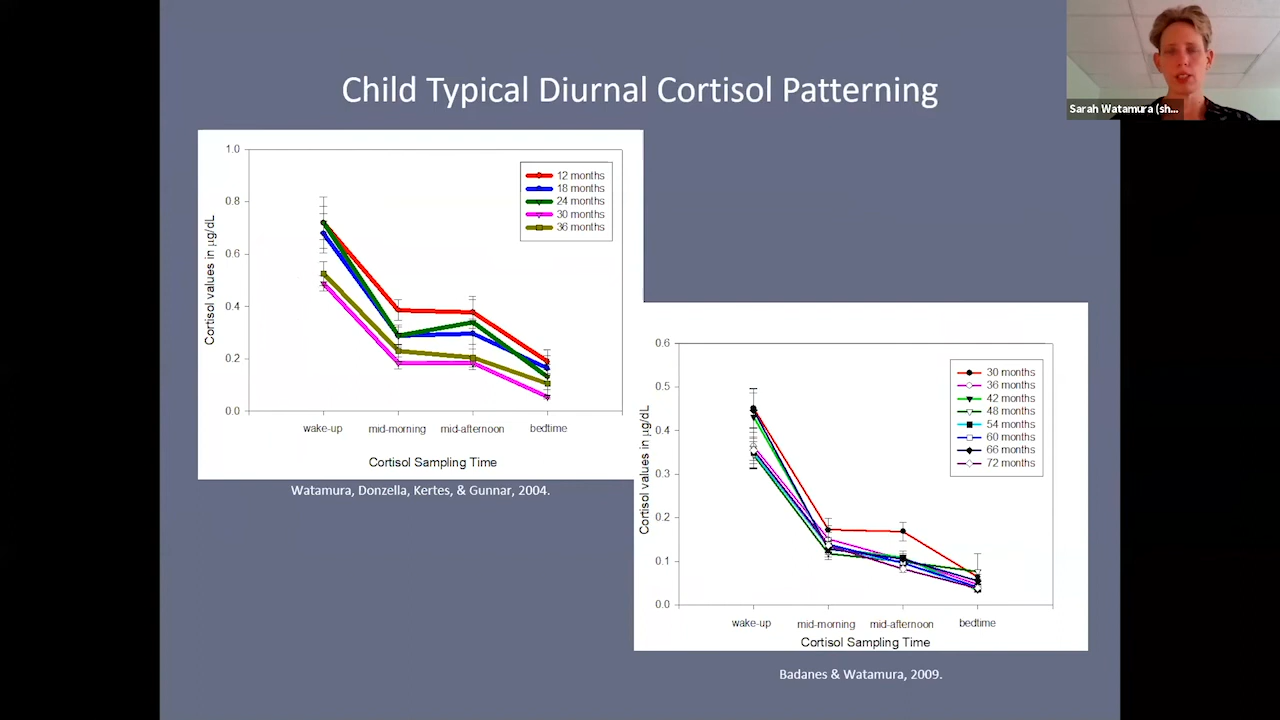 Child Typical Diurnal Cortisol Patterning
Sarah Watamura (sh...
1.0
0.8
0.6
0.4
0.2
0.0
Cortisol values in µg/dL
12 months
18 months
24 months
30 months
36 months
wake-up mid-morning mid-afternoon bedtime
Cortisol Sampling Time
Watamura, Donzella, Kertes, & Gunnar, 2004.
0.6
0.5
0.4
0.3
0.2
0.1
0.0
Cortisol values in µg/dL
30 months
36 months
42 months
48 months
54 months
60 months
66 months
72 months
wake-up mid-morning mid-afternoon bedtime
Cortisol Sampling Time
Badanes & Watamura, 2009.